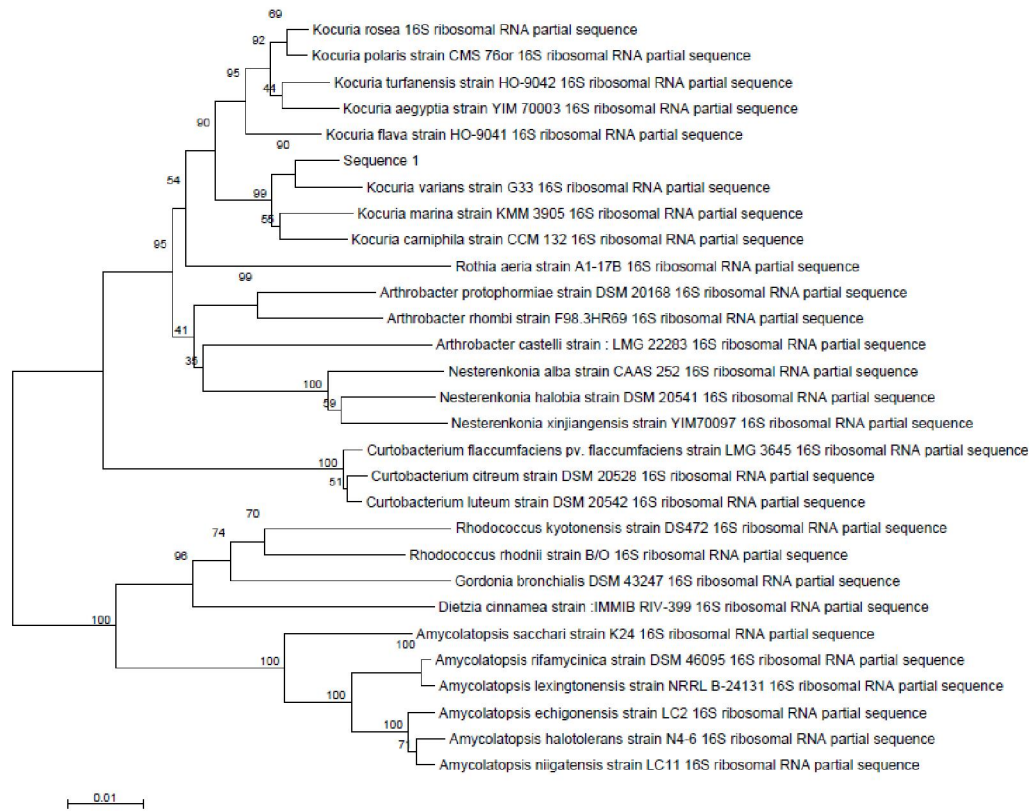 69
Kocuria rosea 16S ribosomal RNA partial sequence
92
Kocuria polaris strain CMS 76or 16S ribosomal RNA partial sequence
95
Kocuria turfanensis strain HO-9042 16S ribosomal RNA partial sequence
44
Kocuria aegyptia strain YIM 70003 16S ribosomal RNA partial sequence
90
Kocuria flava strain HO-9041 16S ribosomal RNA partial sequence
90
Sequence 1
54
Kocuria varians strain G33 16S ribosomal RNA partial sequence
99
Kocuria marina strain KMM 3905 16S ribosomal RNA partial sequence
55
Kocuria carniphila strain CCM 132 16S ribosomal RNA partial sequence
95
Rothia aeria strain A1-17B 16S ribosomal RNA partial sequence
99
Arthrobacter protophormiae strain DSM 20168 16S ribosomal RNA partial sequence
Arthrobacter rhombi strain F98.3HR69 16S ribosomal RNA partial sequence
41
Arthrobacter castelli strain : LMG 22283 16S ribosomal RNA partial sequence
35
Nesterenkonia alba strain CAAS 252 16S ribosomal RNA partial sequence
100
Nesterenkonia halobia strain DSM 20541 16S ribosomal RNA partial sequence
59
Nesterenkonia xinjiangensis strain YIM70097 16S ribosomal RNA partial sequence
Curtobacterium flaccumfaciens pv. flaccumfaciens strain LMG 3645 16S ribosomal RNA partial sequence
100
Curtobacterium citreum strain DSM 20528 16S ribosomal RNA partial sequence
51
Curtobacterium luteum strain DSM 20542 16S ribosomal RNA partial sequence
70
Rhodococcus kyotonensis strain DS472 16S ribosomal RNA partial sequence
74
Rhodococcus rhodnii strain B/O 16S ribosomal RNA partial sequence
96
Gordonia bronchialis DSM 43247 16S ribosomal RNA partial sequence
Dietzia cinnamea strain :IMMIB RIV-399 16S ribosomal RNA partial sequence
100
Amycolatopsis sacchari strain K24 16S ribosomal RNA partial sequence
100
Amycolatopsis rifamycinica strain DSM 46095 16S ribosomal RNA partial sequence
100
Amycolatopsis lexingtonensis strain NRRL B-24131 16S ribosomal RNA partial sequence
100
Amycolatopsis echigonensis strain LC2 16S ribosomal RNA partial sequence
100
Amycolatopsis halotolerans strain N4-6 16S ribosomal RNA partial sequence
71
Amycolatopsis niigatensis strain LC11 16S ribosomal RNA partial sequence
0.01